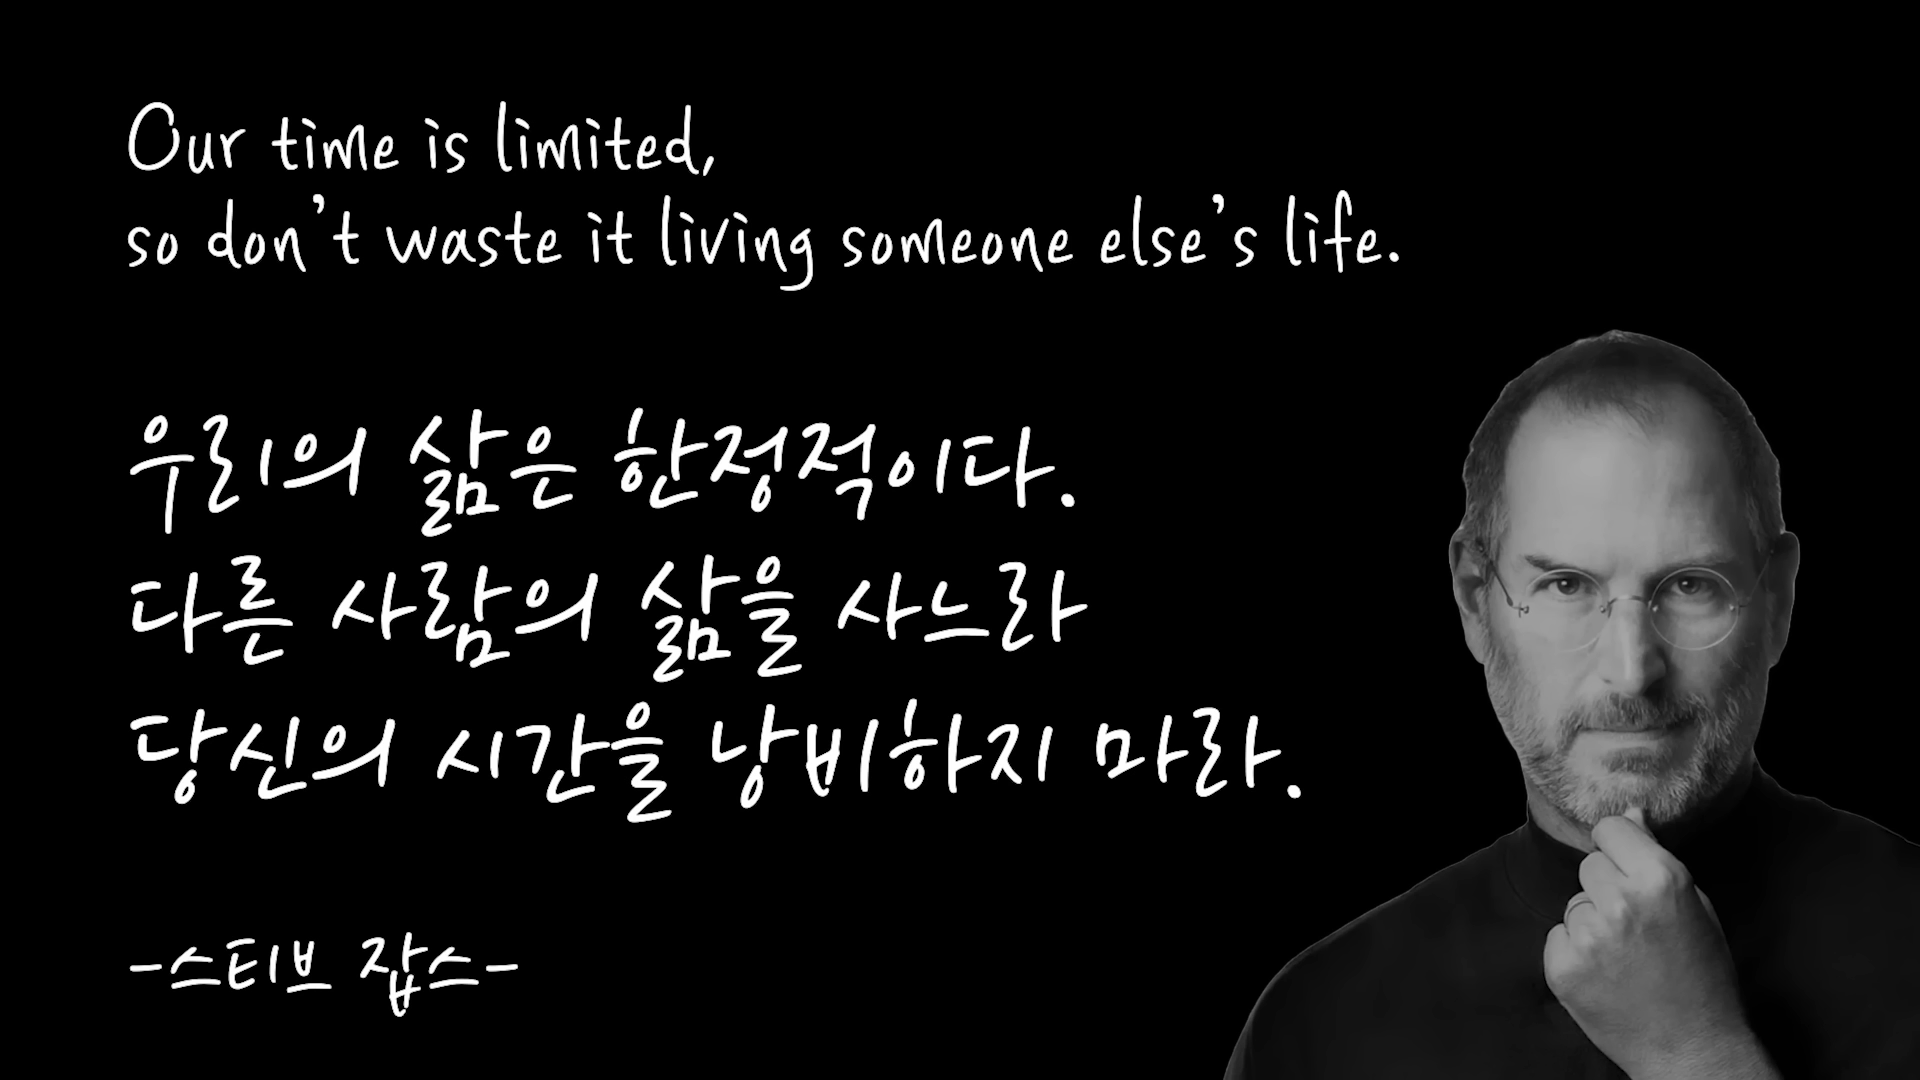 Our time is limited,
so don't waste it living someone else's life.
우리의 삶은 한정적이다.
다른 사람의 삶을 사느라
당신의 시간을 낭비하지 마라.
-스티브 잡스-